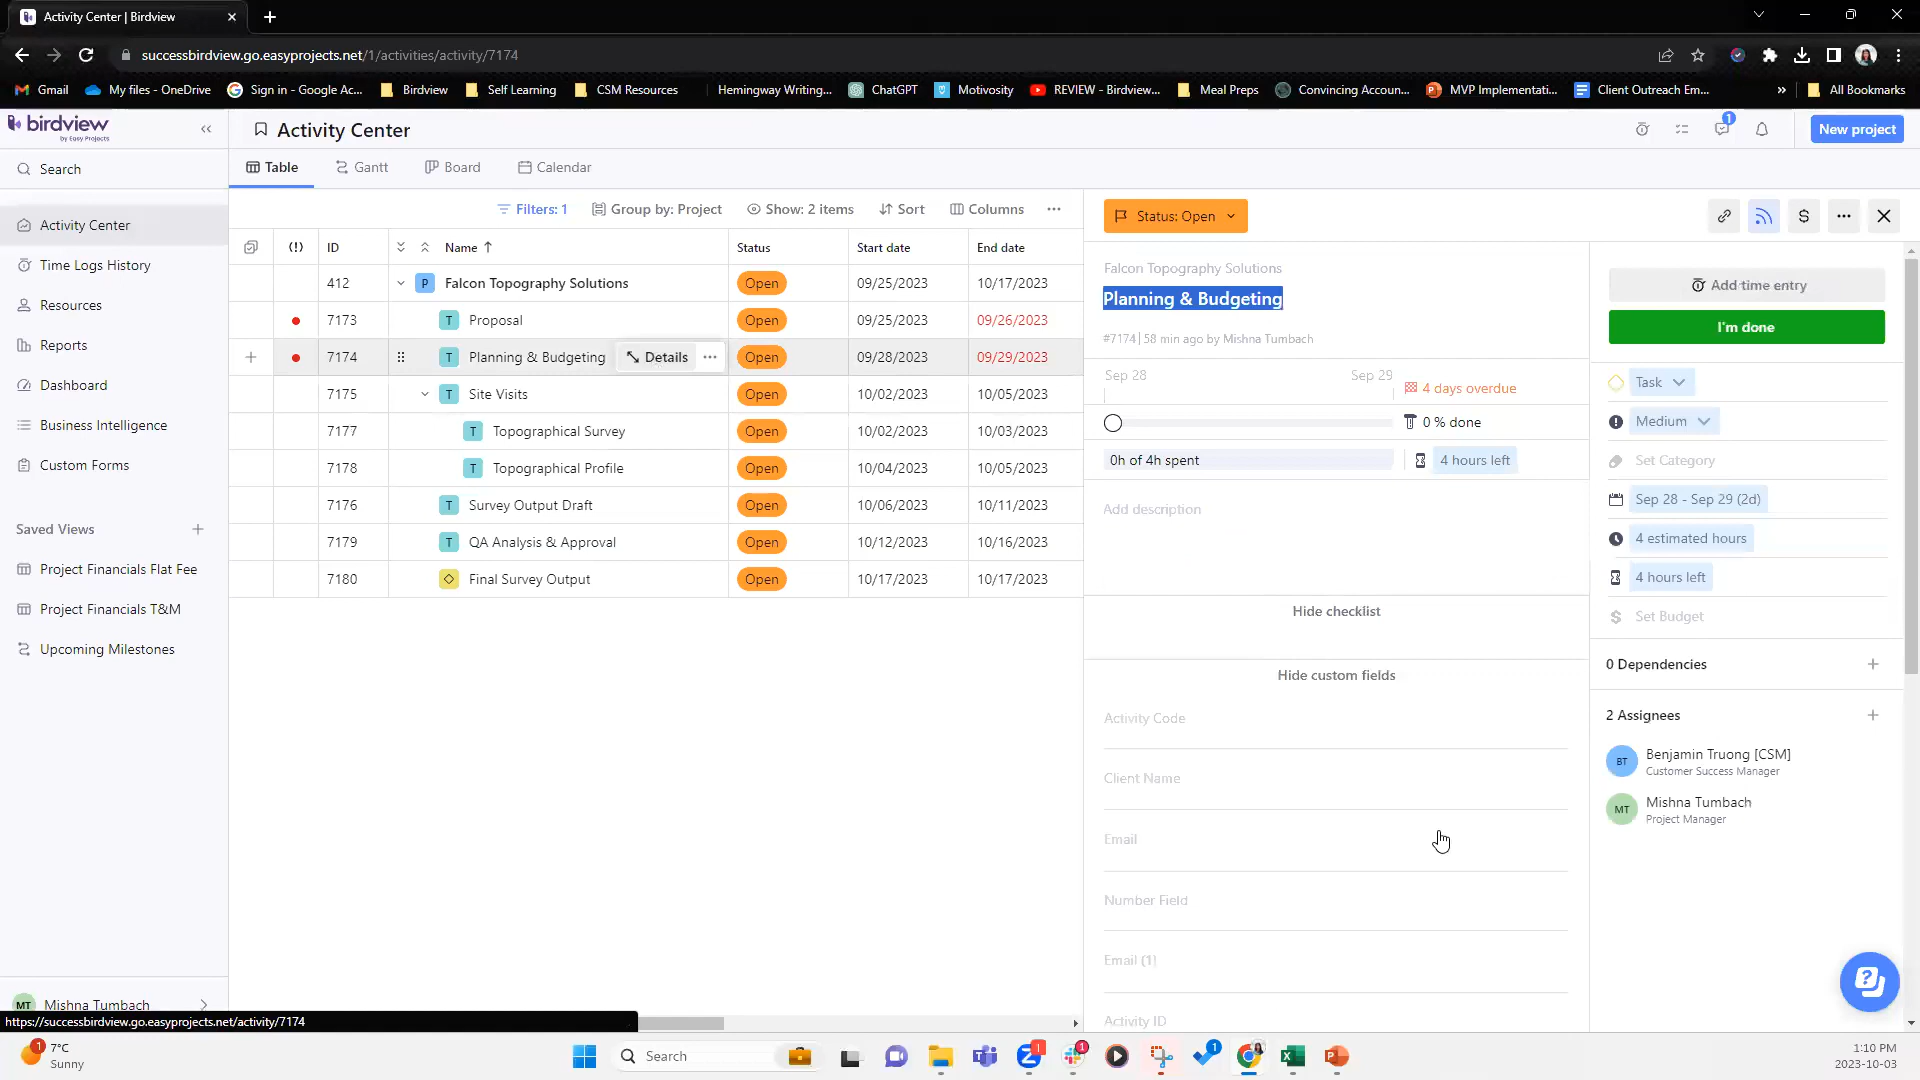 Activity Center | Birdview
successbirdview.go.easyprojects.net/1/activities/activity/7174
Gmail
My files - OneDrive
Sign in - Google Ac...
Birdview
Self Learning
CSM Resources
Hemingway Writing...
ChatGPT
Motivosity
REVIEW - Birdview...
Meal Preps
Convincing Accoun...
MVP Implementati...
Client Outreach Em...
»
All Bookmarks
birdview
by Easy Projects
Activity Center
1
New project
Search
Table
Gantt
Board
Calendar
Activity Center
Time Logs History
Resources
Reports
Dashboard
Business Intelligence
Custom Forms
Saved Views
Project Financials Flat Fee
Project Financials T&M
Upcoming Milestones
MT Mishna Tumbach
Filters: 1
Group by: Project
Show: 2 items
Sort
Columns
(!) ID Name Status Start date End date
412 P Falcon Topography Solutions Open 09/25/2023 10/17/2023
7173 T Proposal Open 09/25/2023 09/26/2023
7174 T Planning & Budgeting Details Open 09/28/2023 09/29/2023
7175 T Site Visits Open 10/02/2023 10/05/2023
7177 T Topographical Survey Open 10/02/2023 10/03/2023
7178 T Topographical Profile Open 10/04/2023 10/05/2023
7176 T Survey Output Draft Open 10/06/2023 10/11/2023
7179 T QA Analysis & Approval Open 10/12/2023 10/16/2023
7180 Final Survey Output Open 10/17/2023 10/17/2023
Status: Open
$
Falcon Topography Solutions
Planning & Budgeting
#7174 | 58 min ago by Mishna Tumbach
Sep 28 Sep 29
4 days overdue
0 % done
0h of 4h spent
4 hours left
Add description
Hide checklist
Hide custom fields
Activity Code
Client Name
Email
Number Field
Email (1)
Activity ID
Add time entry
I'm done
Task
Medium
Set Category
Sep 28 - Sep 29 (2d)
4 estimated hours
4 hours left
$ Set Budget
0 Dependencies
2 Assignees
BT Benjamin Truong [CSM]
Customer Success Manager
MT Mishna Tumbach
Project Manager
https://successbirdview.go.easyprojects.net/activity/7174
1
7°C
Sunny
Search
1
1
1
1:10 PM
2023-10-03